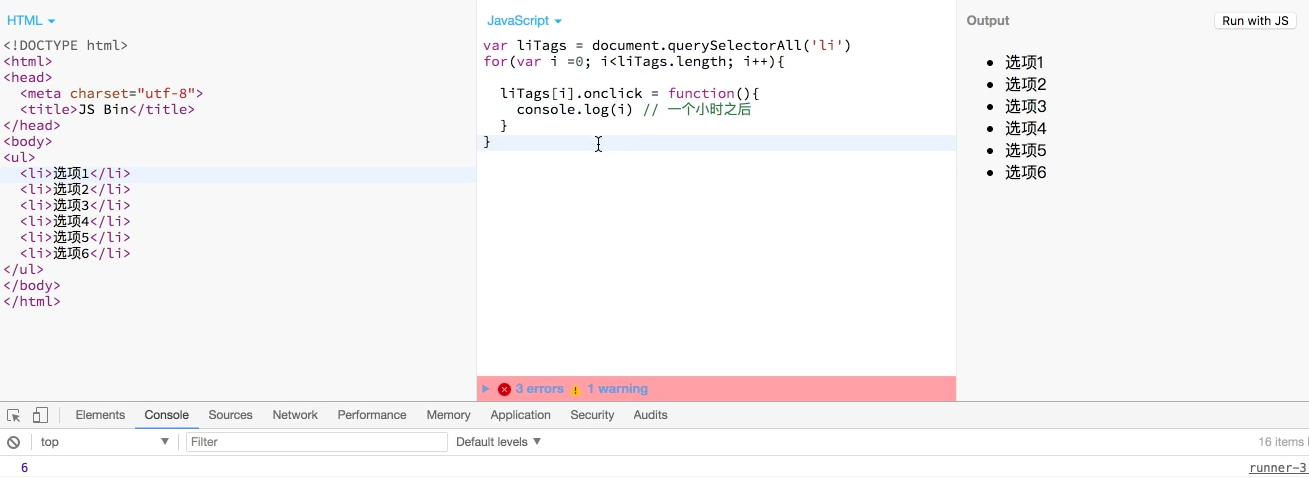 HTML
<!DOCTYPE html>
<html>
<head>
  <meta charset="utf-8">
  <title>JS Bin</title>
</head>
<body>
<ul>
  <li>选项1</li>
  <li>选项2</li>
  <li>选项3</li>
  <li>选项4</li>
  <li>选项5</li>
  <li>选项6</li>
</ul>
</body>
</html>
JavaScript
var liTags = document.querySelectorAll('li')
for(var i =0; i<liTags.length; i++){
  liTags[i].onclick = function(){
    console.log(i) // 一个小时之后
  }
}
3 errors 1 warning
Output Run with JS
选项1
选项2
选项3
选项4
选项5
选项6
Elements Console Sources Network Performance Memory Application Security Audits
top Filter Default levels 16 items
6 runner-3